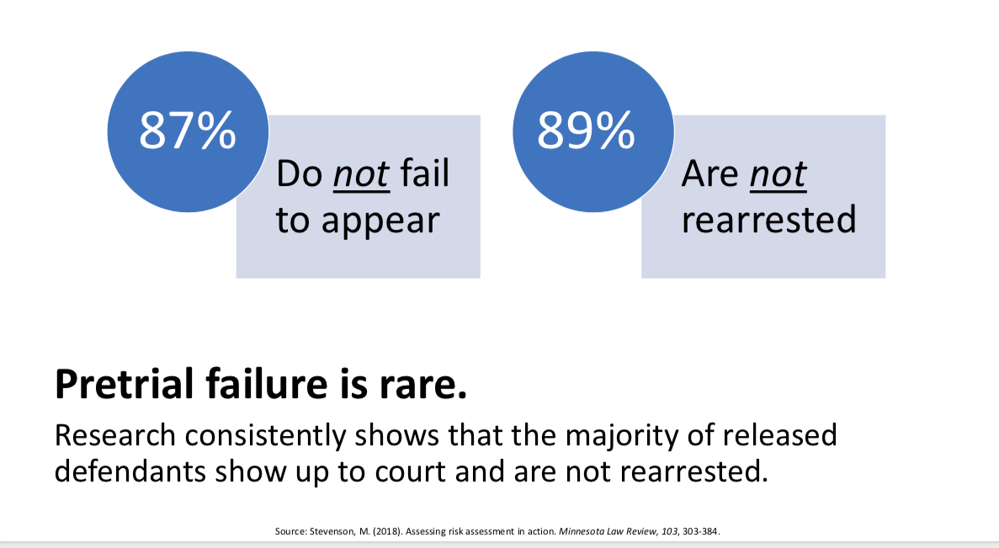 87%
Do not fail
to appear
89%
Are not
rearrested
Pretrial failure is rare.
Research consistently shows that the majority of released
defendants show up to court and are not rearrested.
Source: Stevenson, M. (2018). Assessing risk assessment in action. Minnesota Law Review, 103, 303-384.